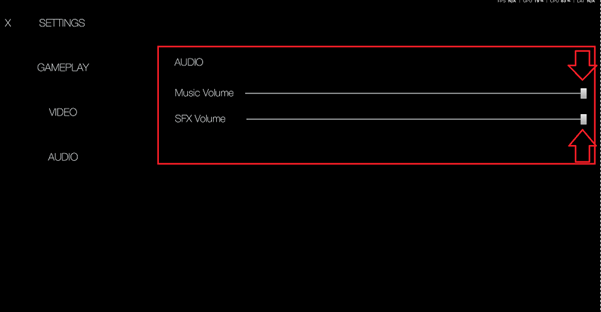 X SETTINGS
GAMEPLAY
VIDEO
AUDIO
AUDIO
Music Volume
SFX Volume